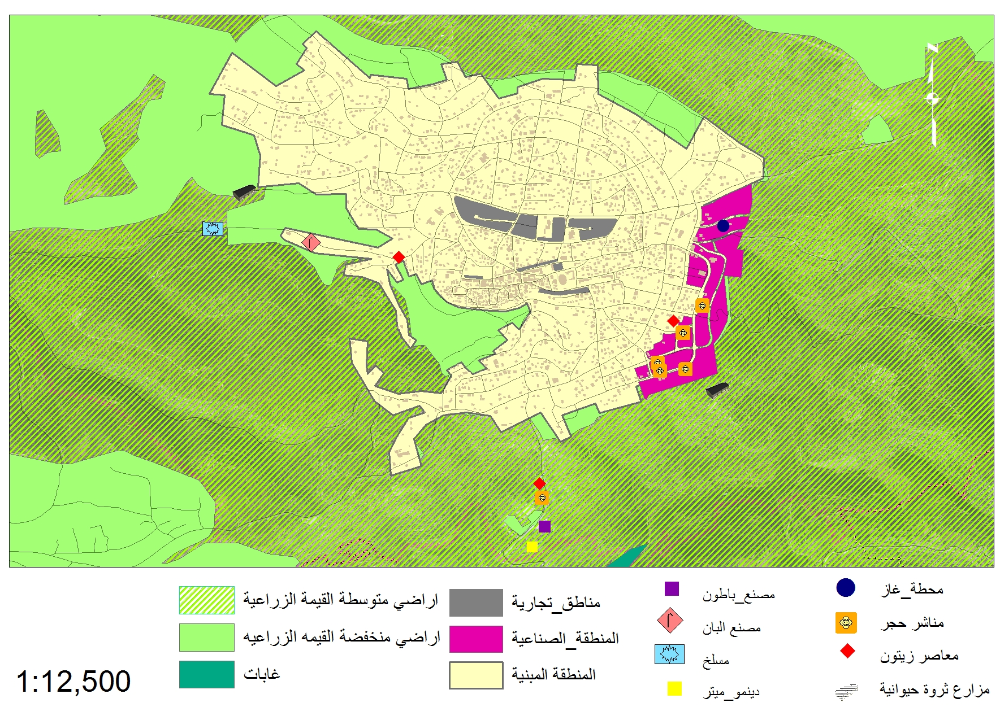 N
محطة_غاز
مناشر حجر
معاصر زيتون
مزارع ثروة حيوانية
مصنع_باطون
مصنع البان
مسلخ
دينمو_ميتر
مناطق_تجارية
المنطقة_الصناعية
المنطقة المبنية
اراضي متوسطة القيمة الزراعية
اراضي منخفضة القيمه الزراعيه
غابات
1:12,500